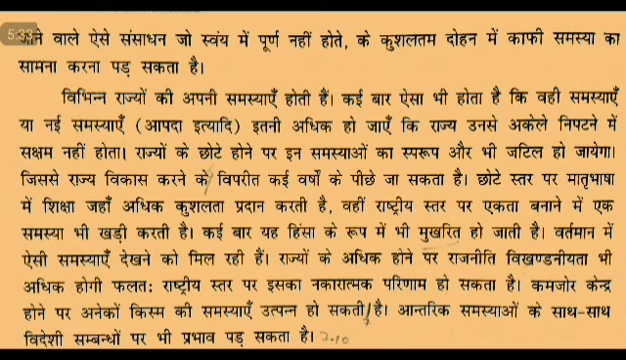 5:33
वाले ऐसे संसाधन जो स्वंय में पूर्ण नहीं होते, के कुशलतम दोहन में काफी समस्या का
सामना करना पड़ सकता है।
विभिन्न राज्यों की अपनी समस्याएँ होती हैं। कई बार ऐसा भी होता है कि वही समस्याएँ
या नई समस्याएँ (आपदा इत्यादि) इतनी अधिक हो जाएँ कि राज्य उनसे अकेले निपटने में
सक्षम नहीं होता। राज्यों के छोटे होने पर इन समस्याओं का स्परूप और भी जटिल हो जायेगा।
जिससे राज्य विकास करने के विपरीत कई वर्षों के पीछे जा सकता है। छोटे स्तर पर मातृभाषा
में शिक्षा जहाँ अधिक कुशलता प्रदान करती है, वहीं राष्ट्रीय स्तर पर एकता बनाने में एक
समस्या भी खड़ी करती है। कई बार यह हिंसा के रूप में भी मुखरित हो जाती है। वर्तमान में
ऐसी समस्याएँ देखने को मिल रही हैं। राज्यों के अधिक होने पर राजनीति विखण्डनीयता भी
अधिक होगी फलत: राष्ट्रीय स्तर पर इसका नकारात्मक परिणाम हो सकता है। कमजोर केन्द्र
होने पर अनेकों किस्म की समस्याएँ उत्पन्न हो सकती है। आन्तरिक समस्याओं के साथ-साथ
विदेशी सम्बन्धों पर भी प्रभाव पड़ सकता है।